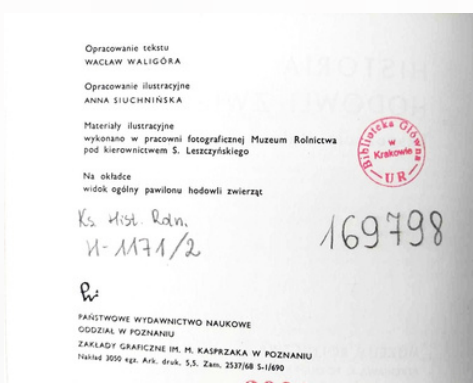 Opracowanie tekstu
WACŁAW WALIGÓRA
Opracowanie ilustracyjne
ANNA SIUCHNIŃSKA
Materiały ilustracyjne
wykonano w pracowni fotograficznej Muzeum Rolnictwa
pod kierownictwem S. Leszczyńskiego
Biblioteka Główna
w
Krakowie
UR
Na okładce
widok ogólny pawilonu hodowli zwierząt
Ks. Hist. Roln.
H-1171/2
169798
PAŃSTWOWE WYDAWNICTWO NAUKOWE
ODDZIAŁ W POZNANIU
ZAKŁADY GRAFICZNE IM. M. KASPRZAKA W POZNANIU
Nakład 3050 egz. Ark. druk. 5,5. Zam. 2537/68 S-1/690